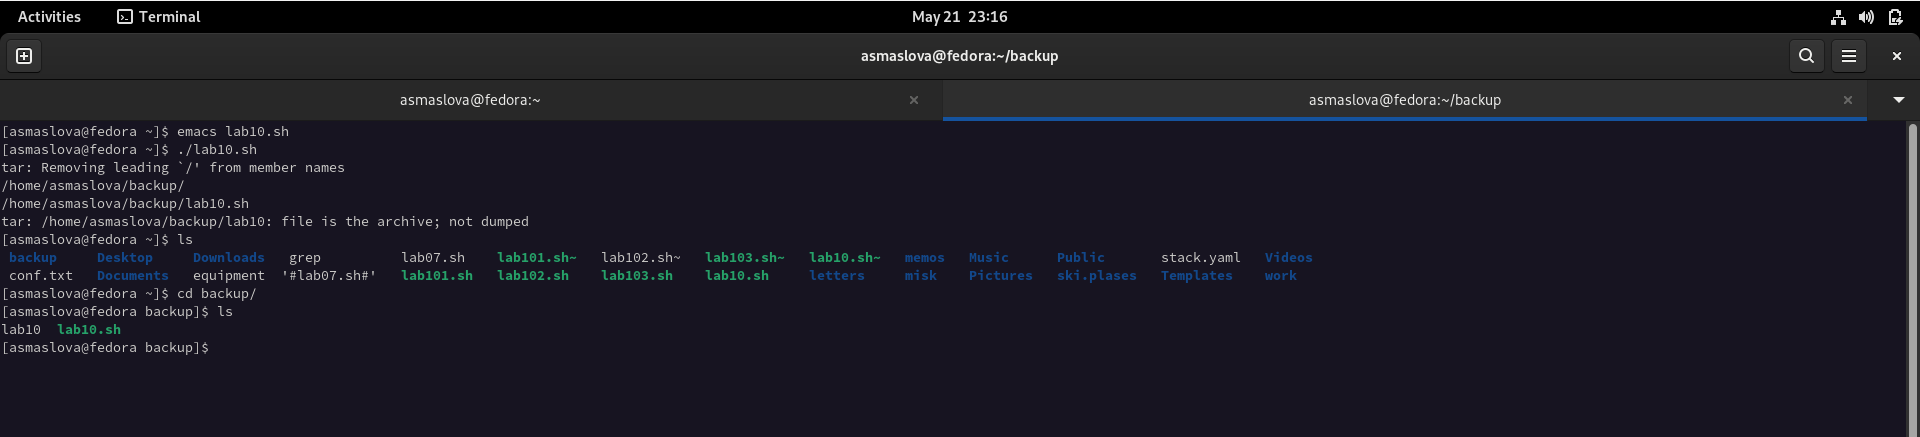 Activities Terminal May 21 23:16
asmaslova@fedora:~/backup
asmaslova@fedora:~ asmaslova@fedora:~/backup
[asmaslova@fedora ~]$ emacs lab10.sh
[asmaslova@fedora ~]$ ./lab10.sh
tar: Removing leading `/' from member names
/home/asmaslova/backup/
/home/asmaslova/backup/lab10.sh
tar: /home/asmaslova/backup/lab10: file is the archive; not dumped
[asmaslova@fedora ~]$ ls
backup Desktop Downloads grep lab07.sh lab101.sh~ lab102.sh~ lab103.sh~ lab10.sh~ memos Music Public stack.yaml Videos
conf.txt Documents equipment '#lab07.sh#' lab101.sh lab102.sh lab103.sh lab10.sh letters misk Pictures ski.plases Templates work
[asmaslova@fedora ~]$ cd backup/
[asmaslova@fedora backup]$ ls
lab10 lab10.sh
[asmaslova@fedora backup]$